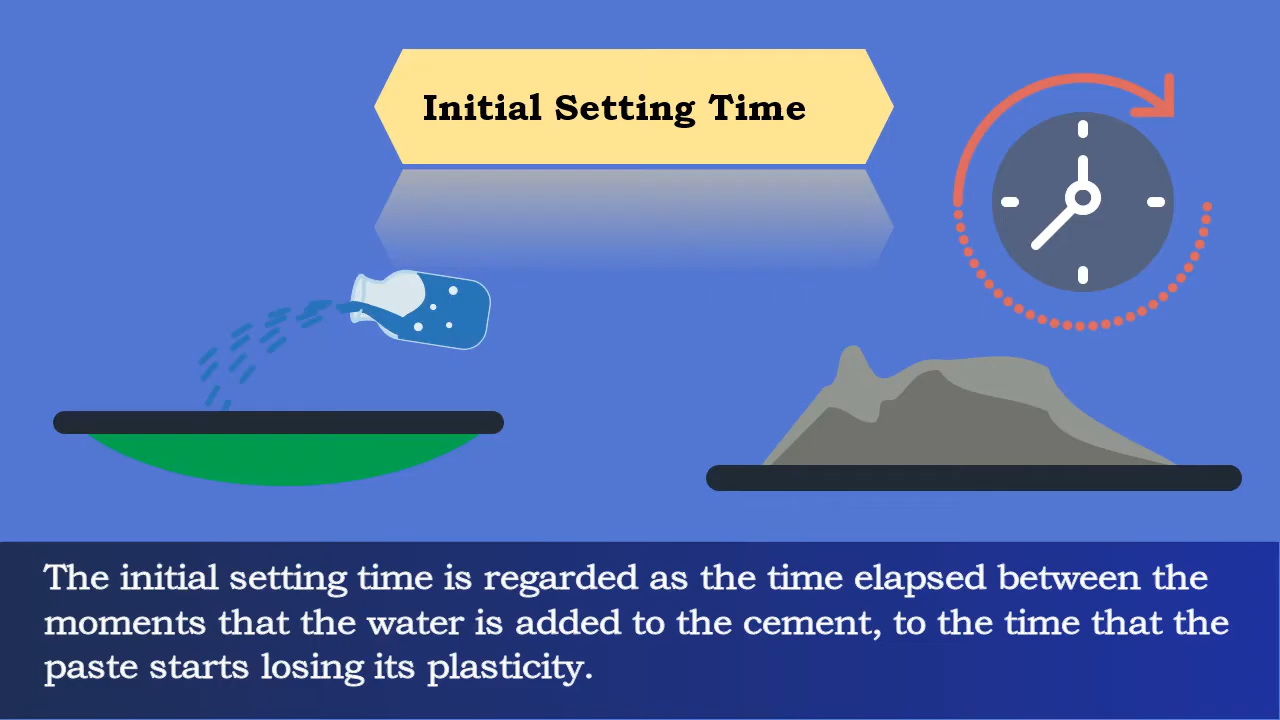 Initial Setting Time
The initial setting time is regarded as the time elapsed between the
moments that the water is added to the cement, to the time that the
paste starts losing its plasticity.